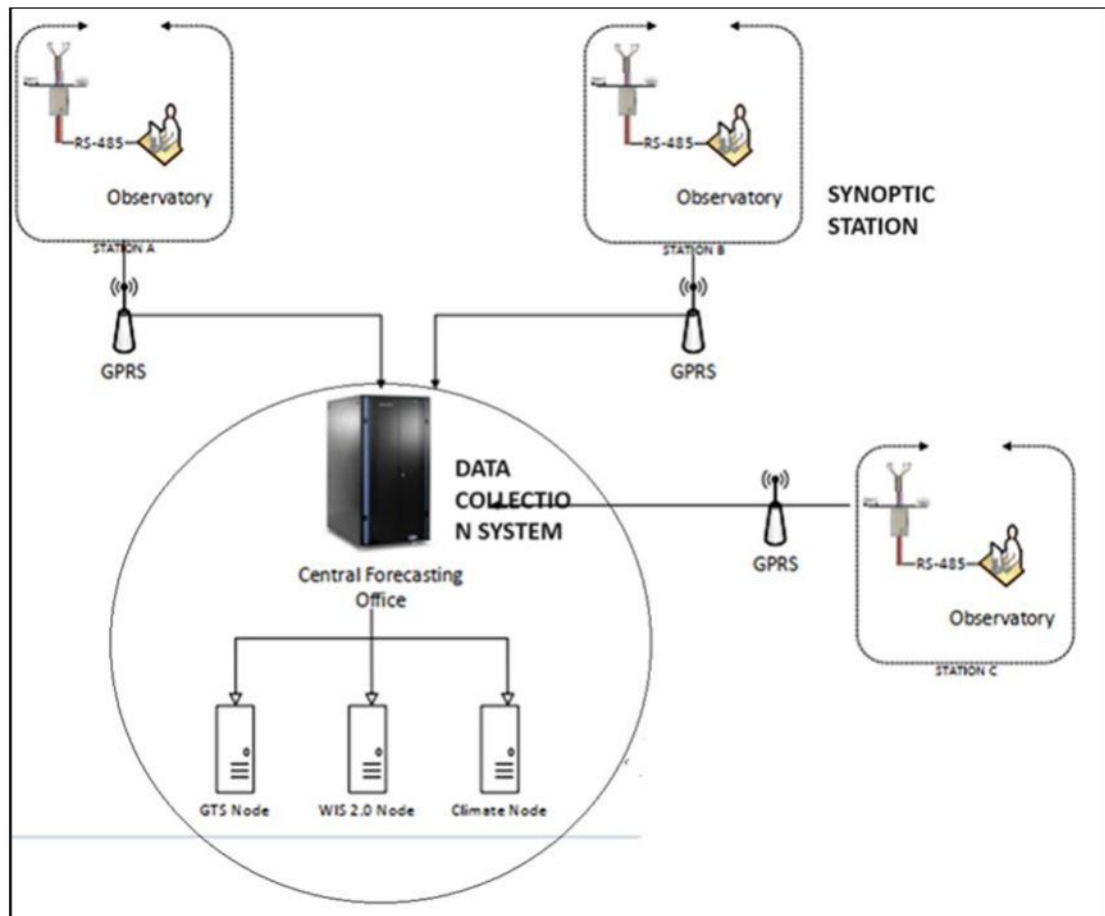 RS-485
Observatory
STATION A
RS-485
Observatory
STATION B
SYNOPTIC
STATION
GPRS
GPRS
DATA
COLLECTIO
N SYSTEM
GPRS
RS-485
Observatory
STATION C
Central Forecasting
Office
GTS Node
WIS 2.0 Node
Climate Node